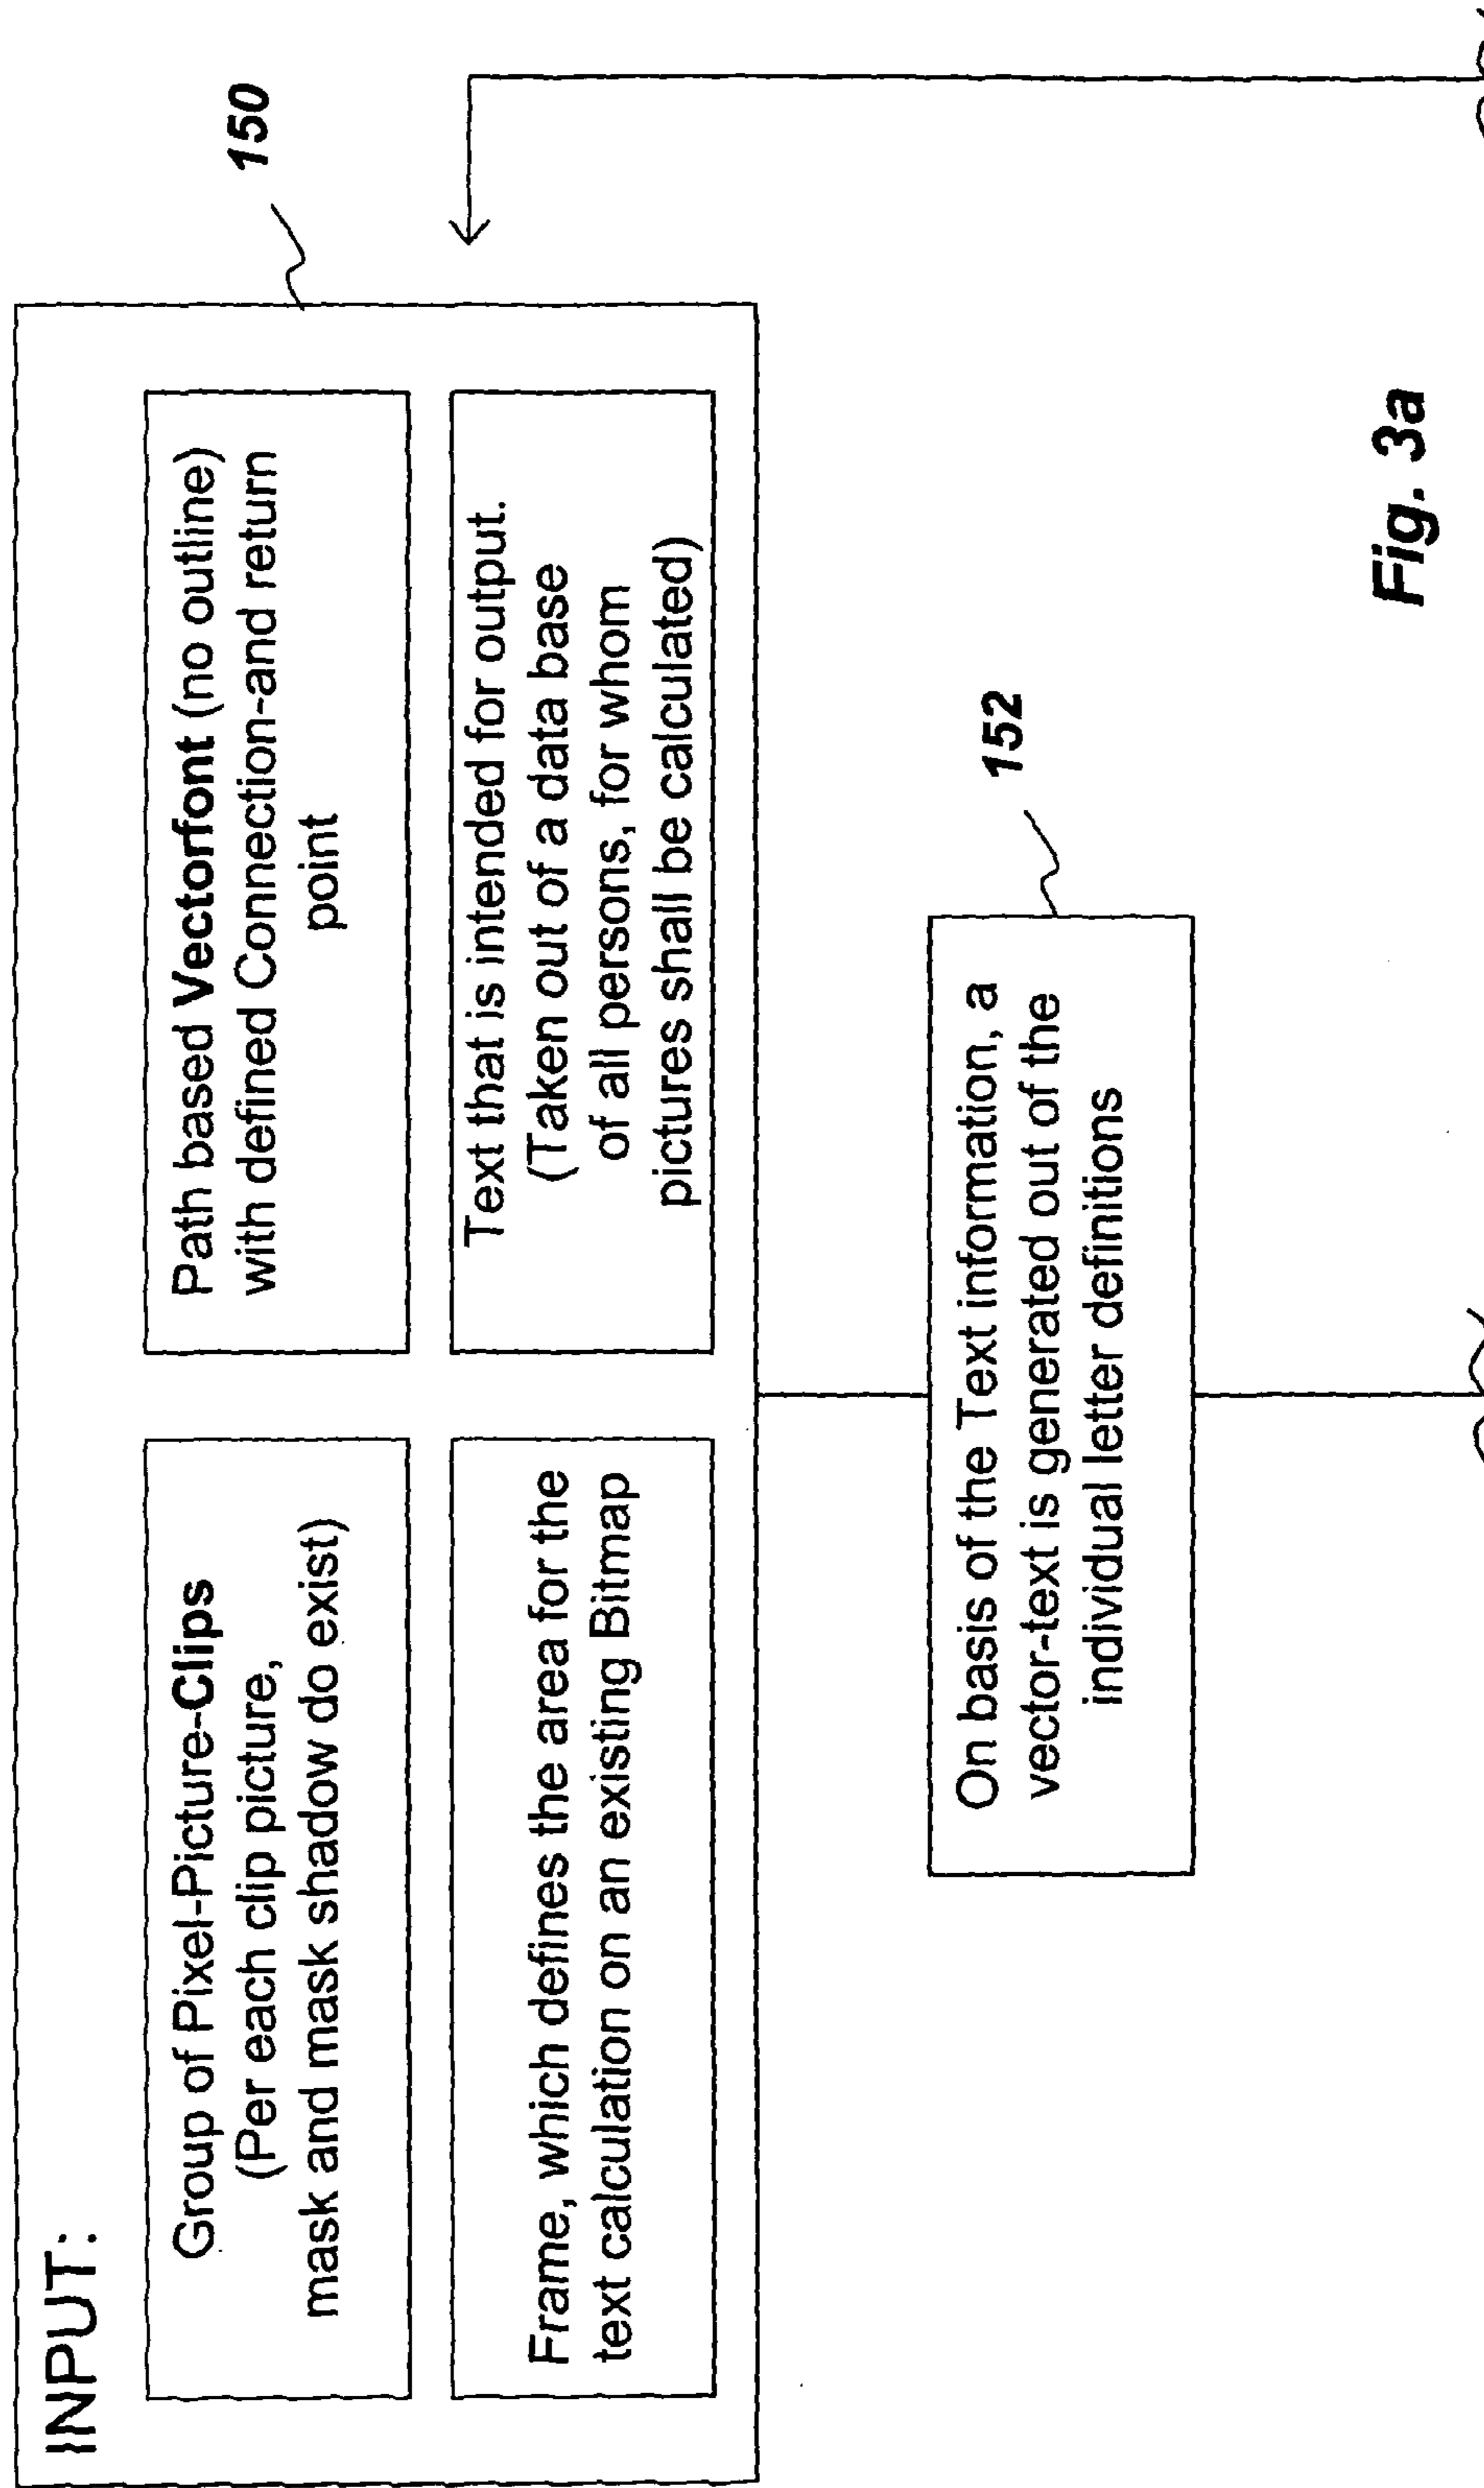 INPUT:
Group of Pixel-Picture-Clips
(Per each clip picture,
mask and mask shadow do exist)
Path based Vectorfont (no outline)
with defined Connection-and return
point
150
Frame, which defines the area for the
text calculation on an existing Bitmap
Text that is intended for output.
(Taken out of a data base
of all persons, for whom
pictures shall be calculated)
On basis of the Text information, a
vector-text is generated out of the
individual letter definitions
152
Fig. 3a